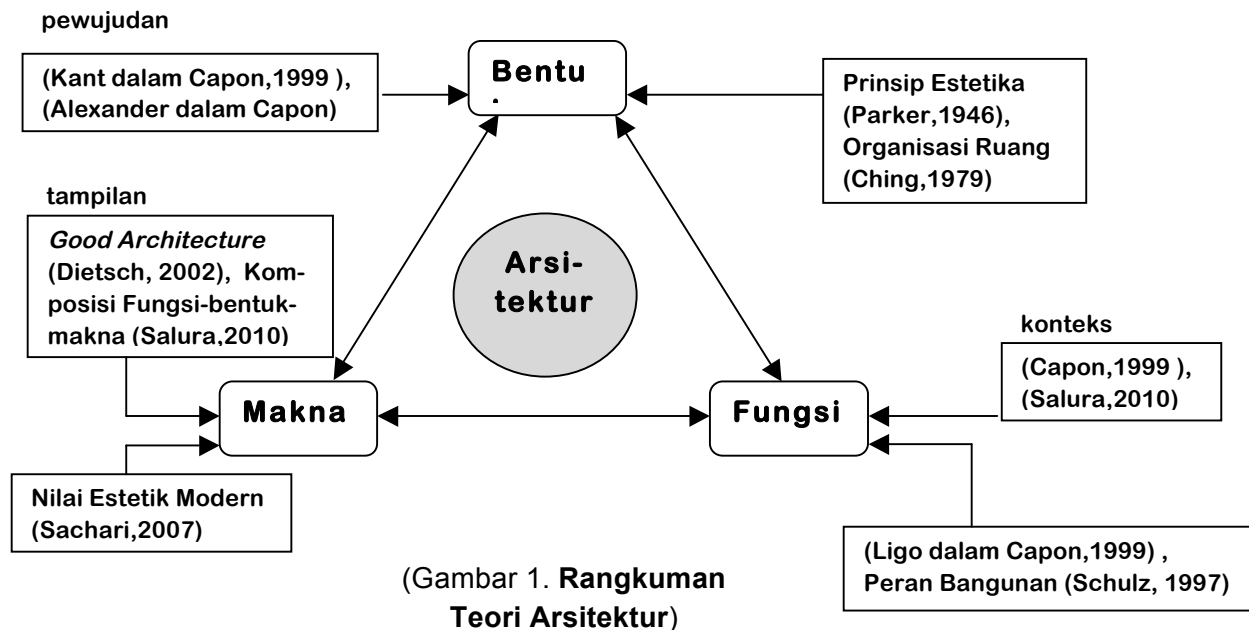 pewujudan
(Kant dalam Capon,1999 ),
(Alexander dalam Capon)
Bentu
Prinsip Estetika
(Parker,1946),
Organisasi Ruang
(Ching,1979)
tampilan
Good Architecture
(Dietsch, 2002), Kom-
posisi Fungsi-bentuk-
makna (Salura,2010)
Arsi-
tektur
konteks
(Capon,1999 ),
(Salura,2010)
Makna
Fungsi
Nilai Estetik Modern
(Sachari,2007)
(Ligo dalam Capon,1999) ,
Peran Bangunan (Schulz, 1997)
(Gambar 1. Rangkuman
Teori Arsitektur)